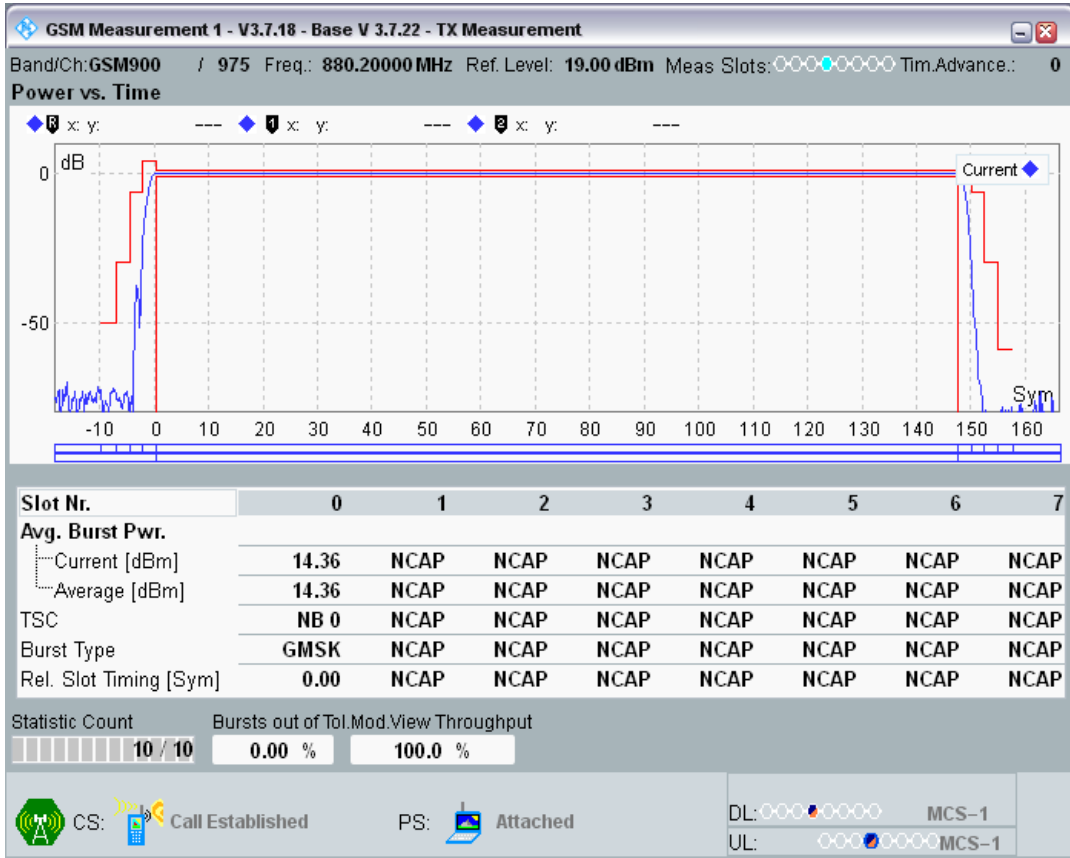 GSM Measurement 1 - V3.7.18 - Base V 3.7.22 - TX Measurement
Band/Ch:GSM900 / 975 Freq.: 880.20000 MHz Ref. Level: 19.00 dBm Meas Slots: Tim.Advance.: 0
Power vs. Time
R x: y: --- 1 x: y: --- 2 x: y: ---
dB
Current
0
-50
Sym
-10 0 10 20 30 40 50 60 70 80 90 100 110 120 130 140 150 160
Slot Nr. 0 1 2 3 4 5 6 7
Avg. Burst Pwr.
Current [dBm] 14.36 NCAP NCAP NCAP NCAP NCAP NCAP NCAP
Average [dBm] 14.36 NCAP NCAP NCAP NCAP NCAP NCAP NCAP
TSC NB 0 NCAP NCAP NCAP NCAP NCAP NCAP NCAP
Burst Type GMSK NCAP NCAP NCAP NCAP NCAP NCAP NCAP
Rel. Slot Timing [Sym] 0.00 NCAP NCAP NCAP NCAP NCAP NCAP NCAP
Statistic Count Bursts out of Tol.Mod.View Throughput
10 / 10 0.00 % 100.0 %
CS: Call Established PS: Attached
DL: MCS-1
UL: MCS-1